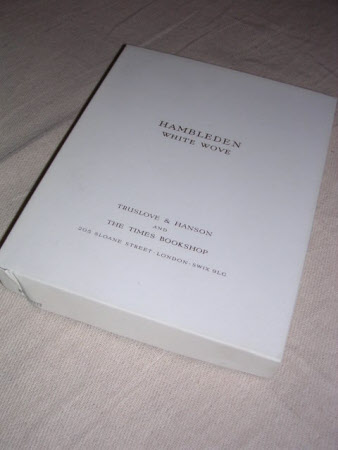 HAMBLEDEN
WHITE WOVE
TRUSLOVE & HANSON
AND
THE TIMES BOOKSHOP
205 SLOANE STREET · LONDON · SW1X 9LG